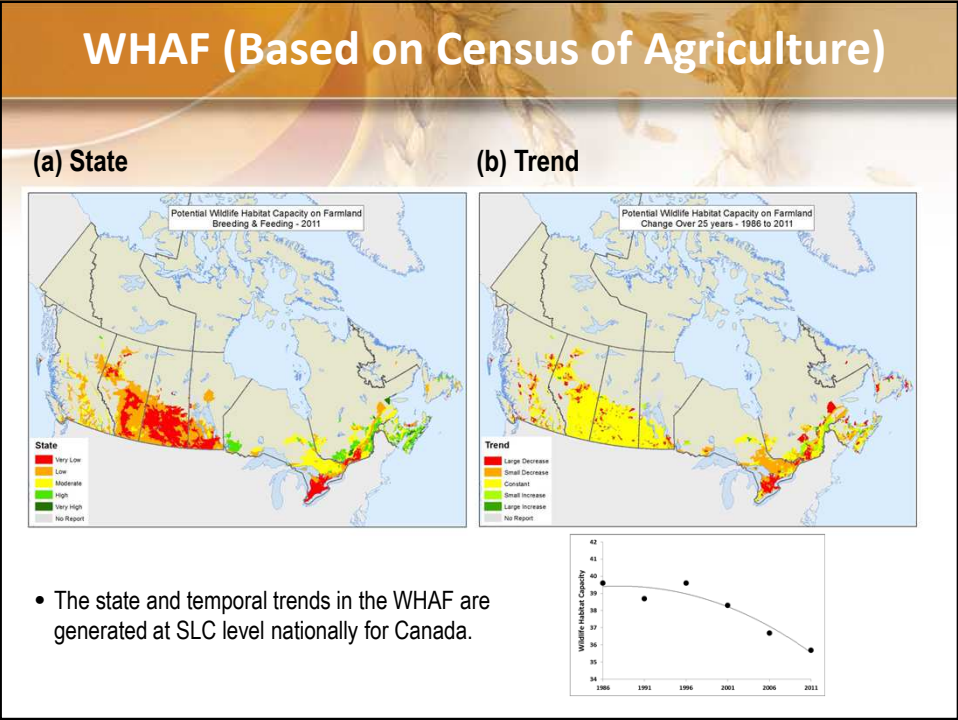 WHAF (Based on Census of Agriculture)
(a) State
(b) Trend
Potential Wildlife Habitat Capacity on Farmland
Breeding & Feeding - 2011
State
Very Low
Low
Moderate
High
Very High
No Report
Potential Wildlife Habitat Capacity on Farmland
Change Over 25 years - 1986 to 2011
Trend
Large Decrease
Small Decrease
Constant
Small Increase
Large Increase
No Report
• The state and temporal trends in the WHAF are
generated at SLC level nationally for Canada.
Wildlife Habitat Capacity
42
41
40
39
38
37
36
35
34
1986 1991 1996 2001 2006 2011